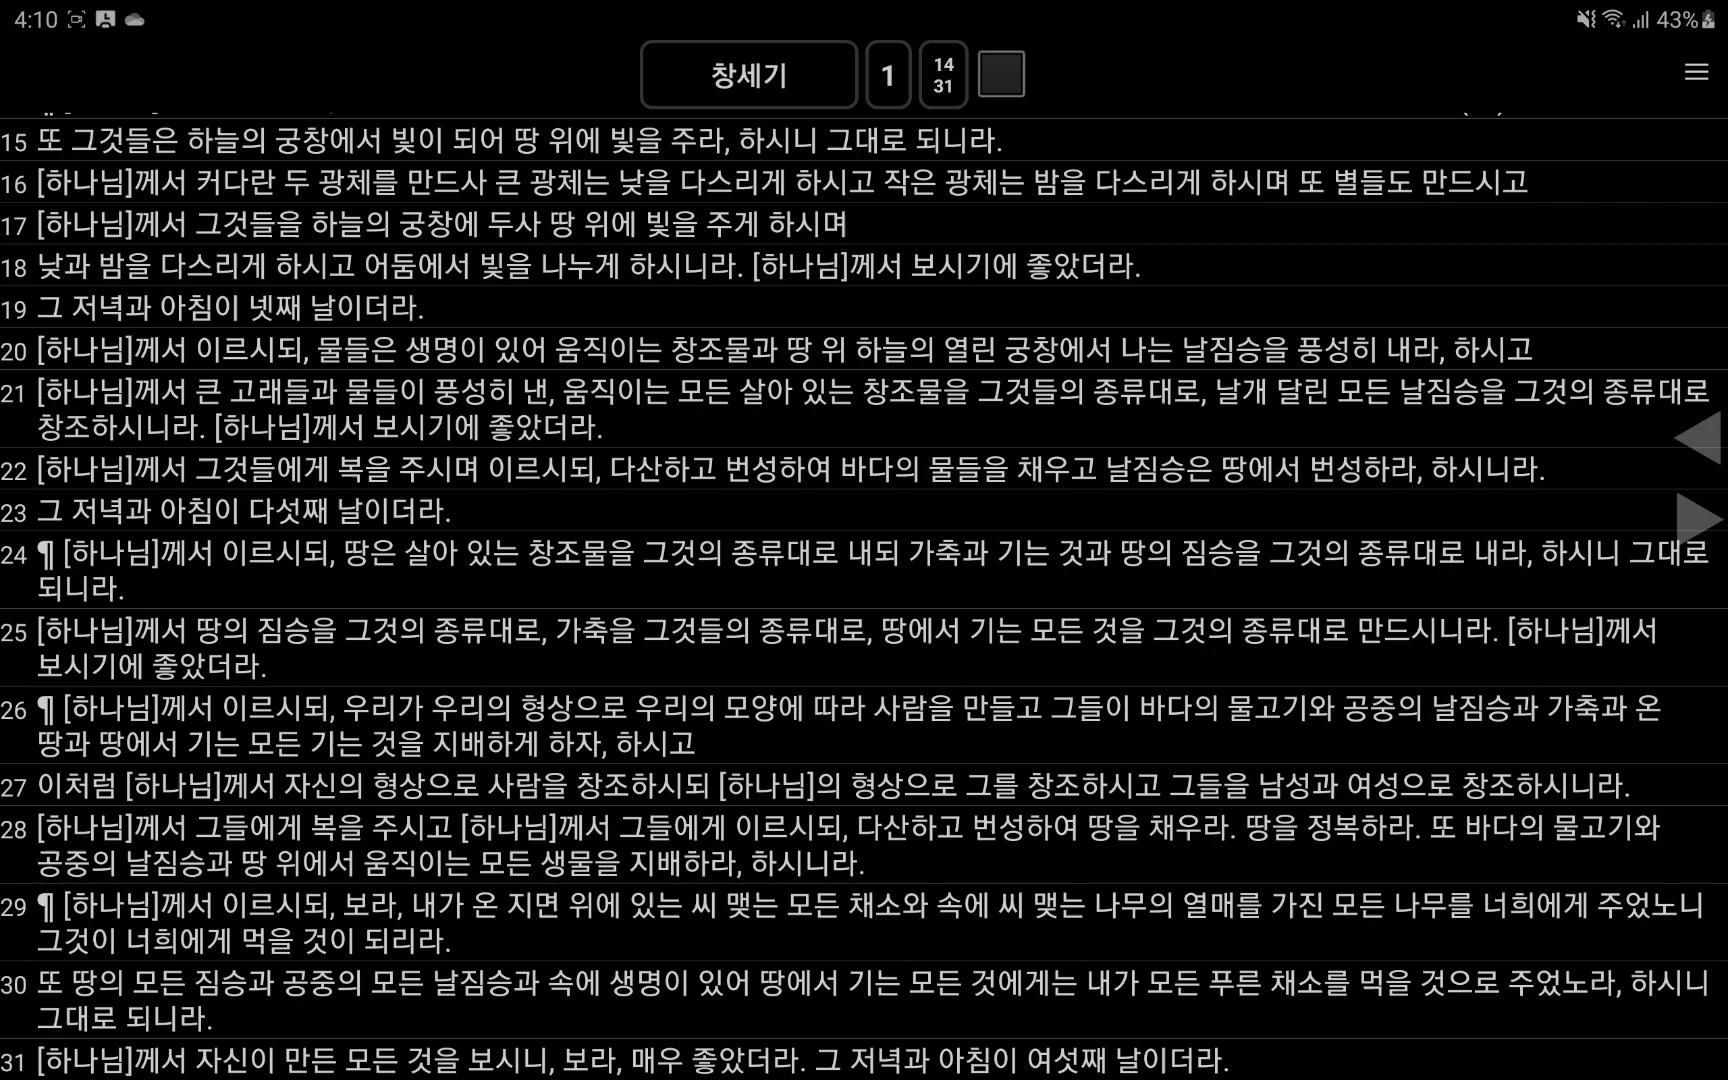 4:10
43%
창세기 1 14 31
15 또 그것들은 하늘의 궁창에서 빛이 되어 땅 위에 빛을 주라, 하시니 그대로 되니라.
16 [하나님]께서 커다란 두 광체를 만드사 큰 광체는 낮을 다스리게 하시고 작은 광체는 밤을 다스리게 하시며 또 별들도 만드시고
17 [하나님]께서 그것들을 하늘의 궁창에 두사 땅 위에 빛을 주게 하시며
18 낮과 밤을 다스리게 하시고 어둠에서 빛을 나누게 하시니라. [하나님]께서 보시기에 좋았더라.
19 그 저녁과 아침이 넷째 날이더라.
20 [하나님]께서 이르시되, 물들은 생명이 있어 움직이는 창조물과 땅 위 하늘의 열린 궁창에서 나는 날짐승을 풍성히 내라, 하시고
21 [하나님]께서 큰 고래들과 물들이 풍성히 낸, 움직이는 모든 살아 있는 창조물을 그것들의 종류대로, 날개 달린 모든 날짐승을 그것의 종류대로
창조하시니라. [하나님]께서 보시기에 좋았더라.
22 [하나님]께서 그것들에게 복을 주시며 이르시되, 다산하고 번성하여 바다의 물들을 채우고 날짐승은 땅에서 번성하라, 하시니라.
23 그 저녁과 아침이 다섯째 날이더라.
24 ¶ [하나님]께서 이르시되, 땅은 살아 있는 창조물을 그것의 종류대로 내되 가축과 기는 것과 땅의 짐승을 그것의 종류대로 내라, 하시니 그대로
되니라.
25 [하나님]께서 땅의 짐승을 그것의 종류대로, 가축을 그것들의 종류대로, 땅에서 기는 모든 것을 그것의 종류대로 만드시니라. [하나님]께서
보시기에 좋았더라.
26 ¶ [하나님]께서 이르시되, 우리가 우리의 형상으로 우리의 모양에 따라 사람을 만들고 그들이 바다의 물고기와 공중의 날짐승과 가축과 온
땅과 땅에서 기는 모든 기는 것을 지배하게 하자, 하시고
27 이처럼 [하나님]께서 자신의 형상으로 사람을 창조하시되 [하나님]의 형상으로 그를 창조하시고 그들을 남성과 여성으로 창조하시니라.
28 [하나님]께서 그들에게 복을 주시고 [하나님]께서 그들에게 이르시되, 다산하고 번성하여 땅을 채우라. 땅을 정복하라. 또 바다의 물고기와
공중의 날짐승과 땅 위에서 움직이는 모든 생물을 지배하라, 하시니라.
29 ¶ [하나님]께서 이르시되, 보라, 내가 온 지면 위에 있는 씨 맺는 모든 채소와 속에 씨 맺는 나무의 열매를 가진 모든 나무를 너희에게 주었노니
그것이 너희에게 먹을 것이 되리라.
30 또 땅의 모든 짐승과 공중의 모든 날짐승과 속에 생명이 있어 땅에서 기는 모든 것에게는 내가 모든 푸른 채소를 먹을 것으로 주었노라, 하시니
그대로 되니라.
31 [하나님]께서 자신이 만든 모든 것을 보시니, 보라, 매우 좋았더라. 그 저녁과 아침이 여섯째 날이더라.